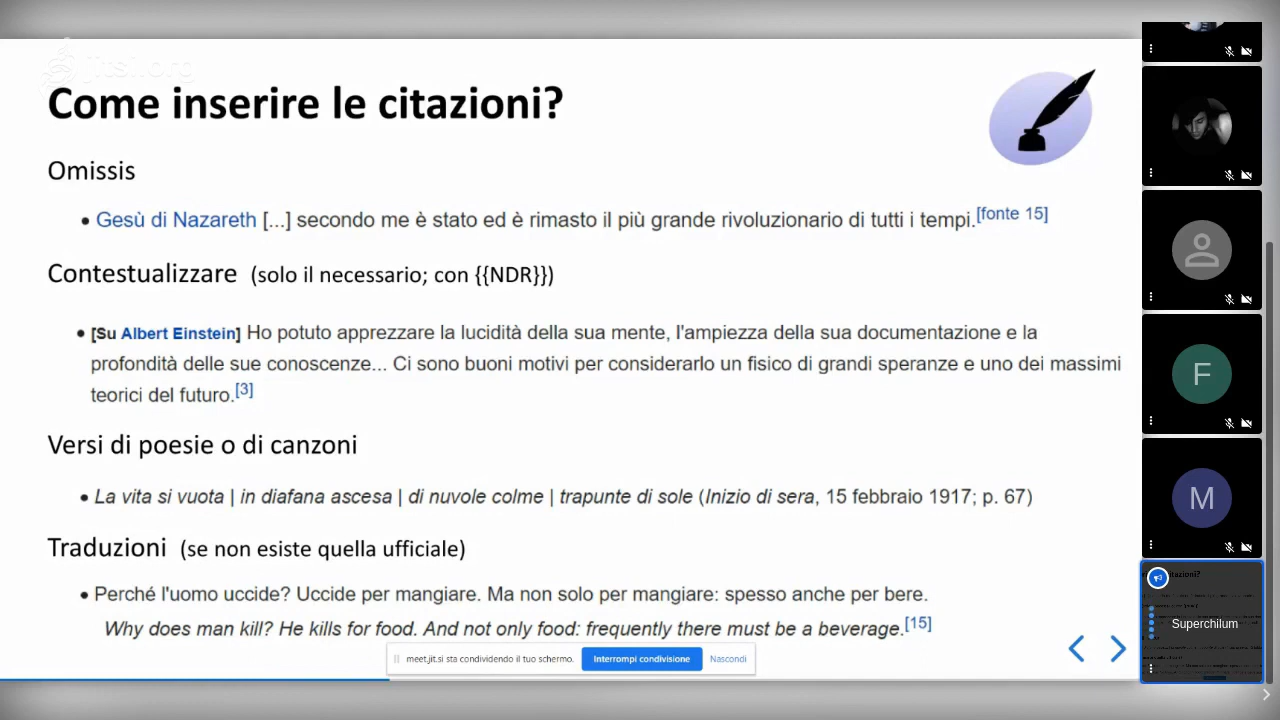 jitsi.org
Come inserire le citazioni?
Omissis
• Gesù di Nazareth [...] secondo me è stato ed è rimasto il più grande rivoluzionario di tutti i tempi.[fonte 15]
Contestualizzare (solo il necessario; con {{NDR}})
• [Su Albert Einstein] Ho potuto apprezzare la lucidità della sua mente, l'ampiezza della sua documentazione e la
profondità delle sue conoscenze... Ci sono buoni motivi per considerarlo un fisico di grandi speranze e uno dei massimi
teorici del futuro.[3]
Versi di poesie o di canzoni
• La vita si vuota | in diafana ascesa | di nuvole colme | trapunte di sole (Inizio di sera, 15 febbraio 1917; p. 67)
Traduzioni (se non esiste quella ufficiale)
• Perché l'uomo uccide? Uccide per mangiare. Ma non solo per mangiare: spesso anche per bere.
Why does man kill? He kills for food. And not only food: frequently there must be a beverage.[15]
meet.jit.si sta condividendo il tuo schermo. Interrompi condivisione Nascondi
F
M
Superchilum